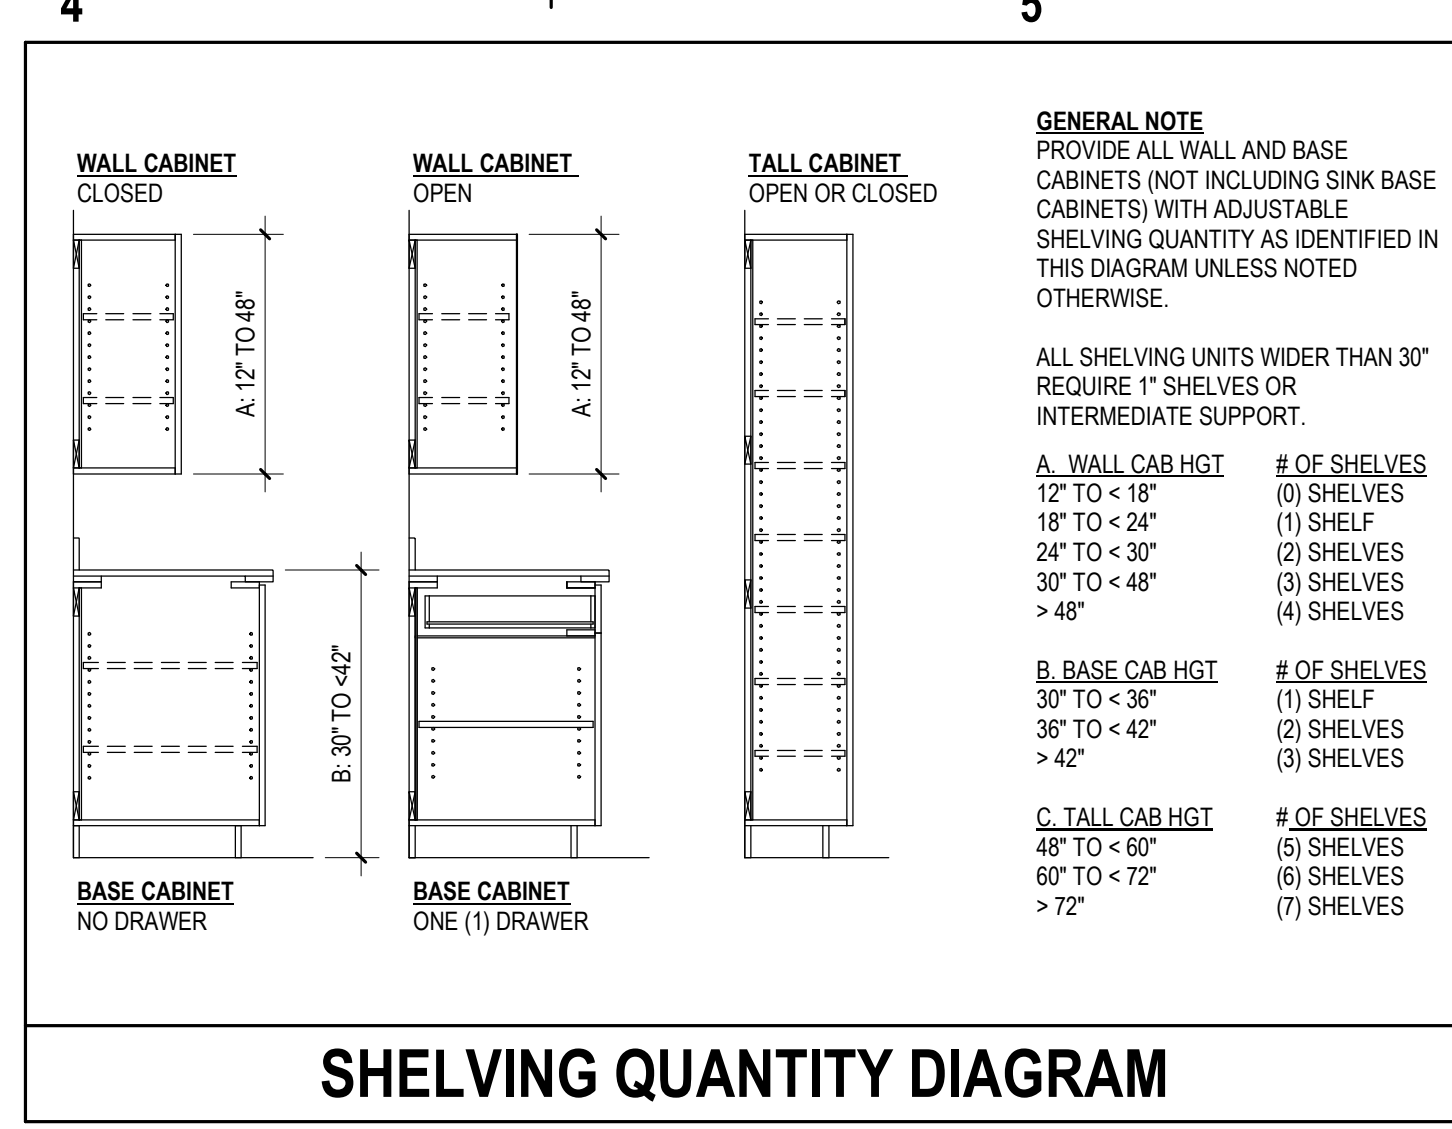 4
5
WALL CABINET
CLOSED
WALL CABINET
OPEN
TALL CABINET
OPEN OR CLOSED
A: 12" TO 48"
A: 12" TO 48"
B: 30" TO <42"
BASE CABINET
NO DRAWER
BASE CABINET
ONE (1) DRAWER
GENERAL NOTE
PROVIDE ALL WALL AND BASE
CABINETS (NOT INCLUDING SINK BASE
CABINETS) WITH ADJUSTABLE
SHELVING QUANTITY AS IDENTIFIED IN
THIS DIAGRAM UNLESS NOTED
OTHERWISE.
ALL SHELVING UNITS WIDER THAN 30"
REQUIRE 1" SHELVES OR
INTERMEDIATE SUPPORT.
A. WALL CAB HGT # OF SHELVES
12" TO < 18" (0) SHELVES
18" TO < 24" (1) SHELF
24" TO < 30" (2) SHELVES
30" TO < 48" (3) SHELVES
> 48" (4) SHELVES
B. BASE CAB HGT # OF SHELVES
30" TO < 36" (1) SHELF
36" TO < 42" (2) SHELVES
> 42" (3) SHELVES
C. TALL CAB HGT # OF SHELVES
48" TO < 60" (5) SHELVES
60" TO < 72" (6) SHELVES
> 72" (7) SHELVES
SHELVING QUANTITY DIAGRAM